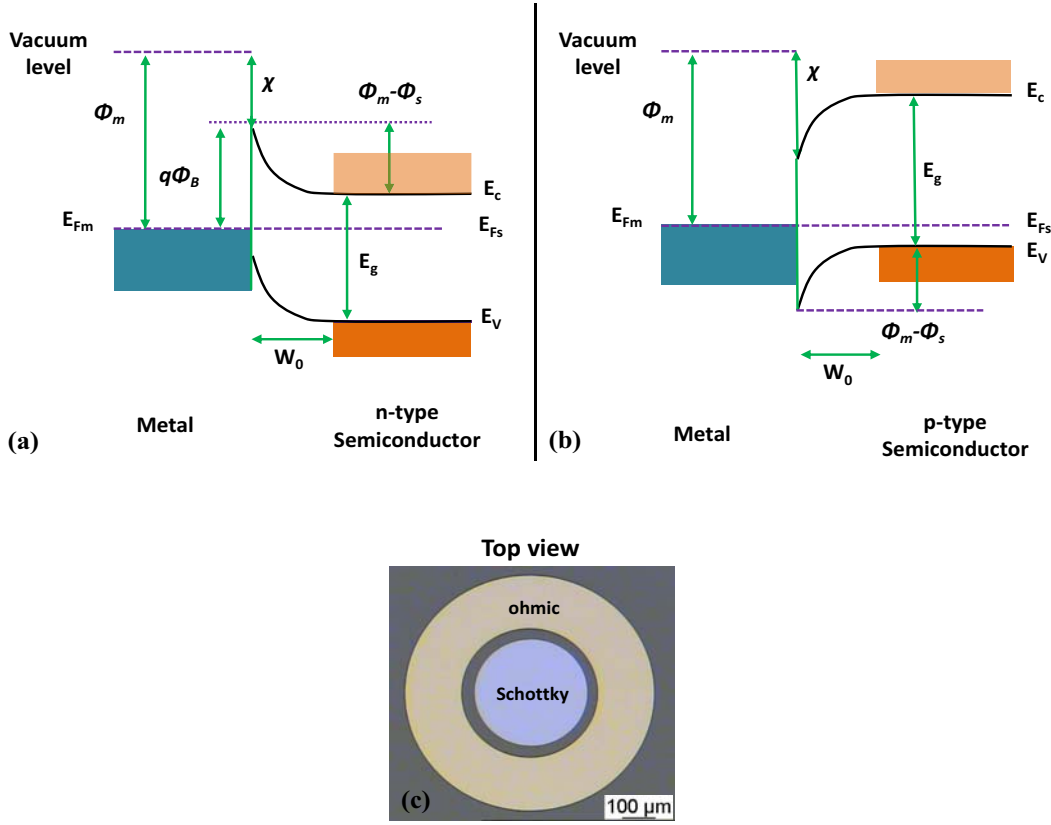 Vacuum
level
Φm
χ
Φm-Φs
qΦB
EFm
Ec
EFs
Eg
EV
W0
Metal
n-type
Semiconductor
(a)
Vacuum
level
Φm
χ
Ec
Eg
EFm
EFs
EV
Φm-Φs
W0
Metal
p-type
Semiconductor
(b)
Top view
ohmic
Schottky
(c)
100 μm